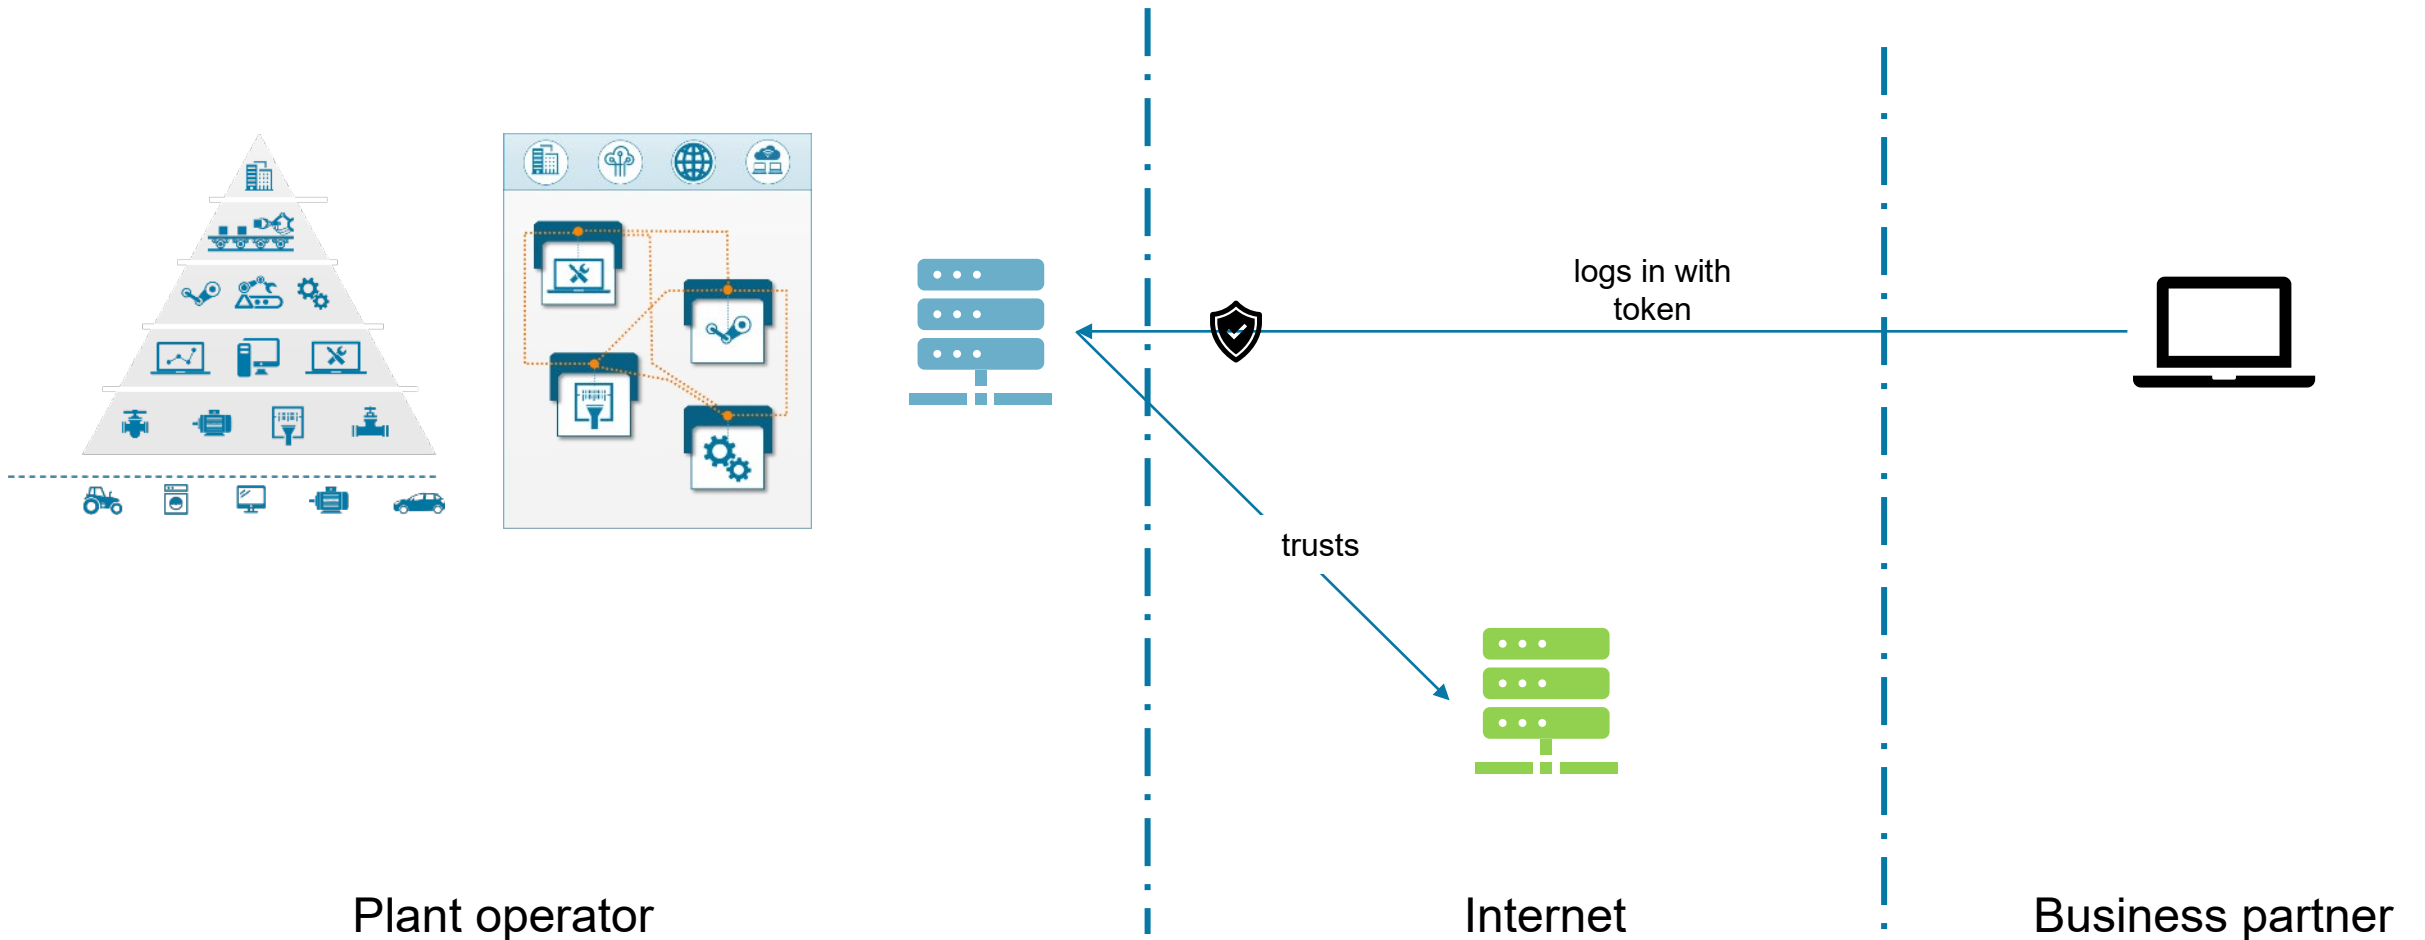 logs in with
token
trusts
Plant operator
Internet
Business partner